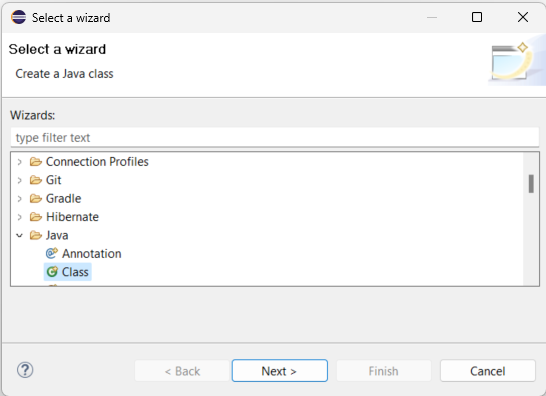 Select a wizard
Select a wizard
Create a Java class
Wizards:
type filter text
Connection Profiles
Git
Gradle
Hibernate
Java
Annotation
Class
< Back Next > Finish Cancel